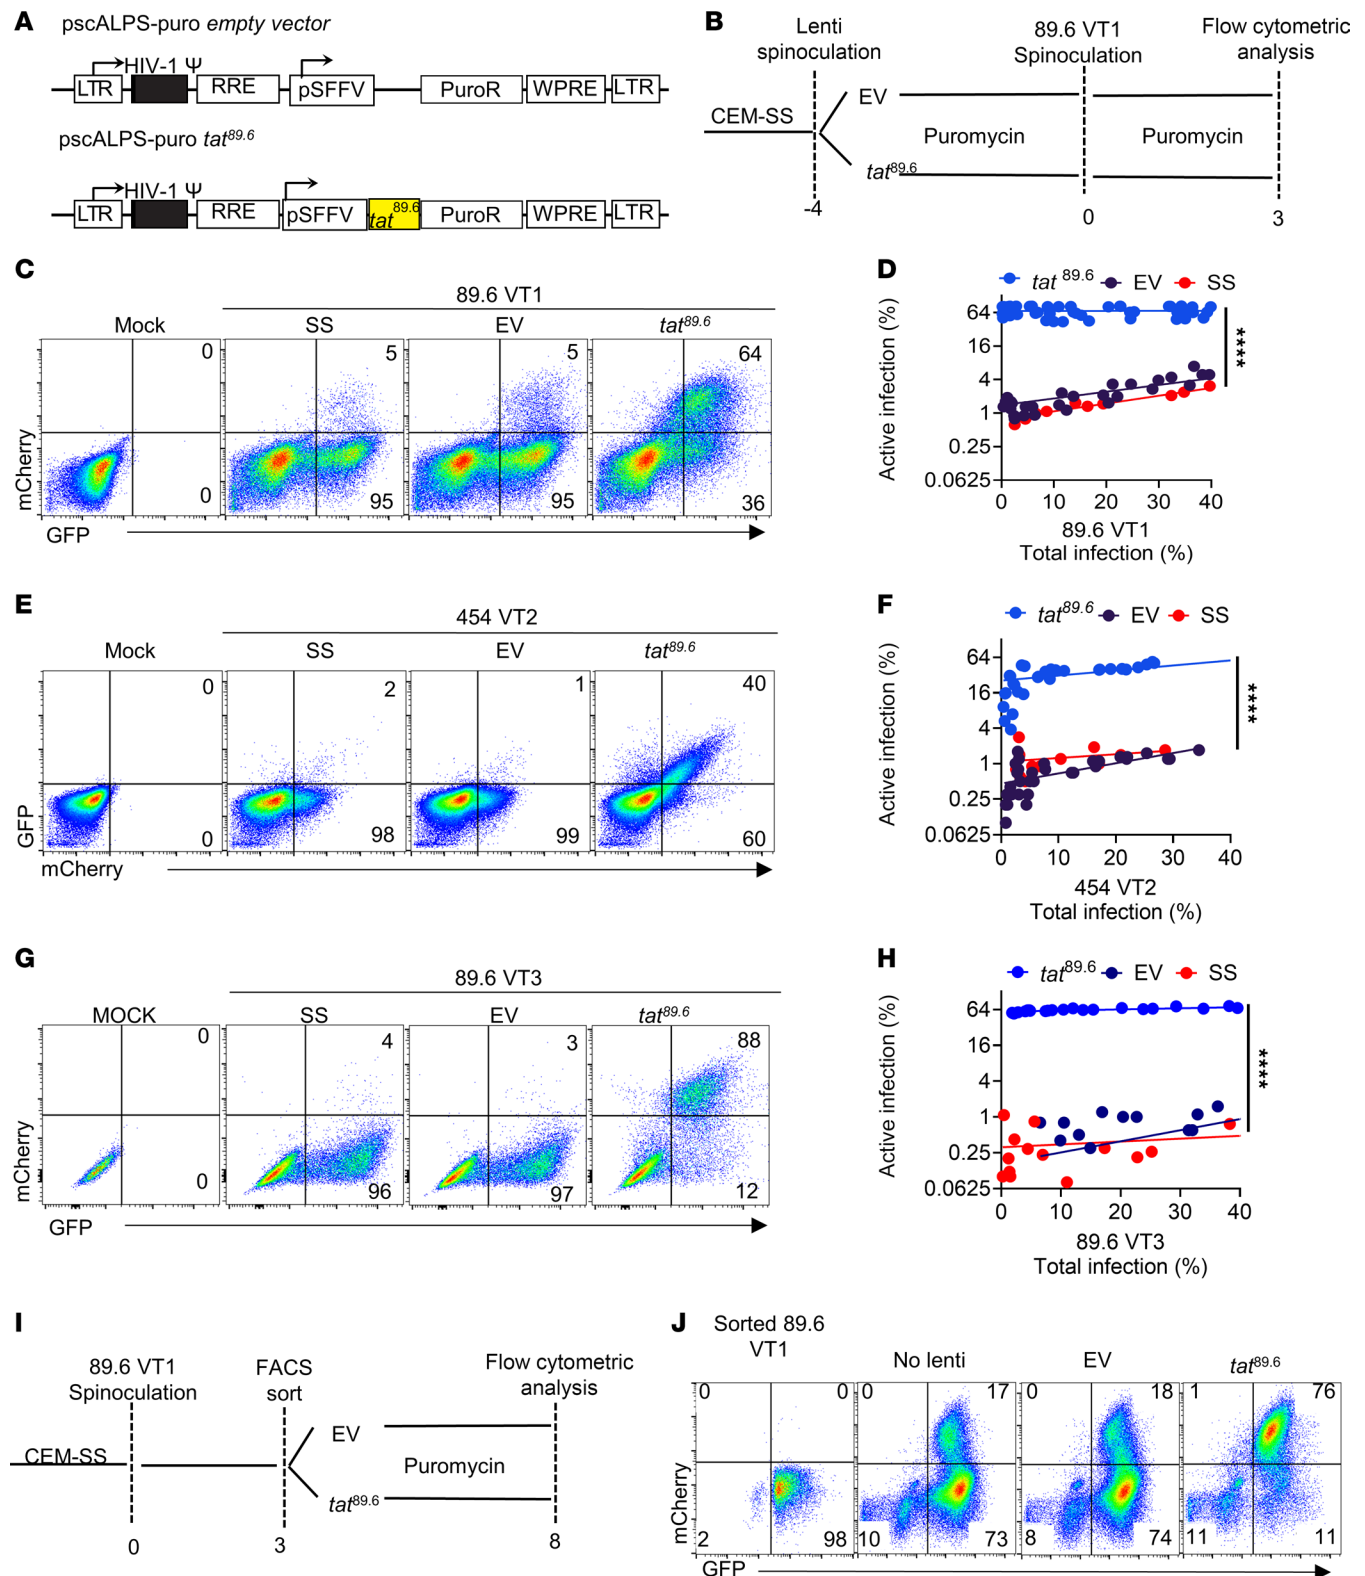 A
pscALPS-puro empty vector
LTR HIV-1 Ψ RRE pSFFV PuroR WPRE LTR
pscALPS-puro tat89.6
LTR HIV-1 Ψ RRE pSFFV tat89.6 PuroR WPRE LTR
B
Lenti spinoculation
89.6 VT1 Spinoculation
Flow cytometric analysis
CEM-SS
EV
Puromycin Puromycin
tat89.6
-4 0 3
C
89.6 VT1
Mock SS EV tat89.6
0 5 5 64
0 95 95 36
mCherry
GFP
D
tat 89.6 EV SS
Active infection (%)
64
16
4
1
0.25
0.0625
0 10 20 30 40
89.6 VT1
Total infection (%)
****
E
454 VT2
Mock SS EV tat89.6
0 2 1 40
0 98 99 60
GFP
mCherry
F
tat89.6 EV SS
Active infection (%)
64
16
4
1
0.25
0.0625
0 10 20 30 40
454 VT2
Total infection (%)
****
G
89.6 VT3
MOCK SS EV tat89.6
0 4 3 88
0 96 97 12
mCherry
GFP
H
tat89.6 EV SS
Active infection (%)
64
16
4
1
0.25
0.0625
0 10 20 30 40
89.6 VT3
Total infection (%)
****
I
89.6 VT1 Spinoculation
FACS sort
Flow cytometric analysis
CEM-SS
EV
Puromycin
tat89.6
0 3 8
J
Sorted 89.6 VT1
No lenti EV tat89.6
0 0 0 17 0 18 1 76
2 98 10 73 8 74 11 11
mCherry
GFP